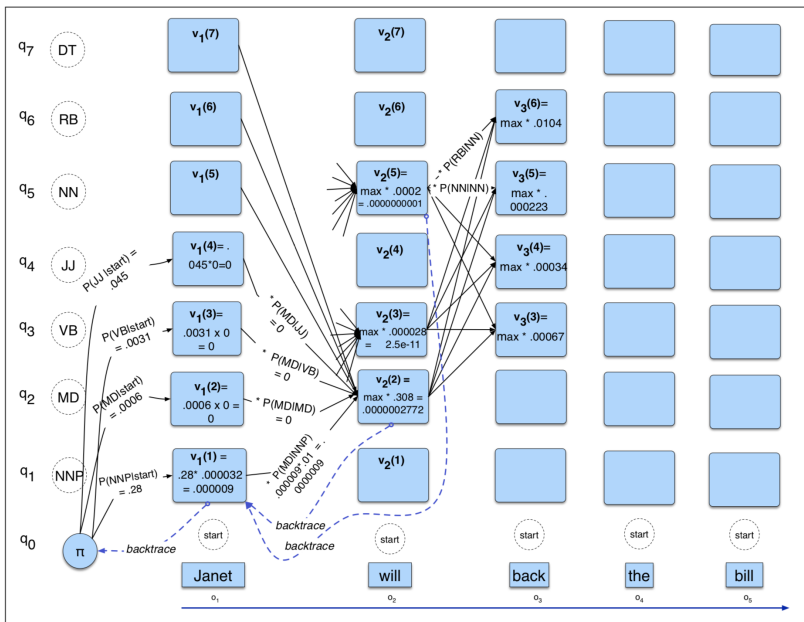 q7 DT v1(7) v2(7)
q6 RB v1(6) v2(6) v3(6)=
max * .0104
q5 NN v1(5) v2(5)=
max * .0002
= .0000000001
* P(RB|NN)
* P(NN|NN)
v3(5)=
max * .
000223
q4 JJ
P(JJ |start) =
.045
v1(4)= .
045*0=0
v2(4)
v3(4)=
max * .00034
* P(MD|JJ)
= 0
q3 VB
P(VB|start)
= .0031
v1(3)=
.0031 x 0
= 0
v2(3)=
max * .000028
= 2.5e-11
v3(3)=
max * .00067
* P(MD|VB)
= 0
q2 MD
P(MD|start)
= .0006
v1(2)=
.0006 x 0 =
0
* P(MD|MD)
= 0
v2(2) =
max * .308 =
.0000002772
q1 NNP
P(NNP|start)
= .28
v1(1) =
.28* .000032
= .000009
* P(MD|NNP)
.000009*.01 = .
0000009
v2(1)
q0
π
backtrace
backtrace
backtrace
start start start start start
Janet will back the bill
o1 o2 o3 o4 o5